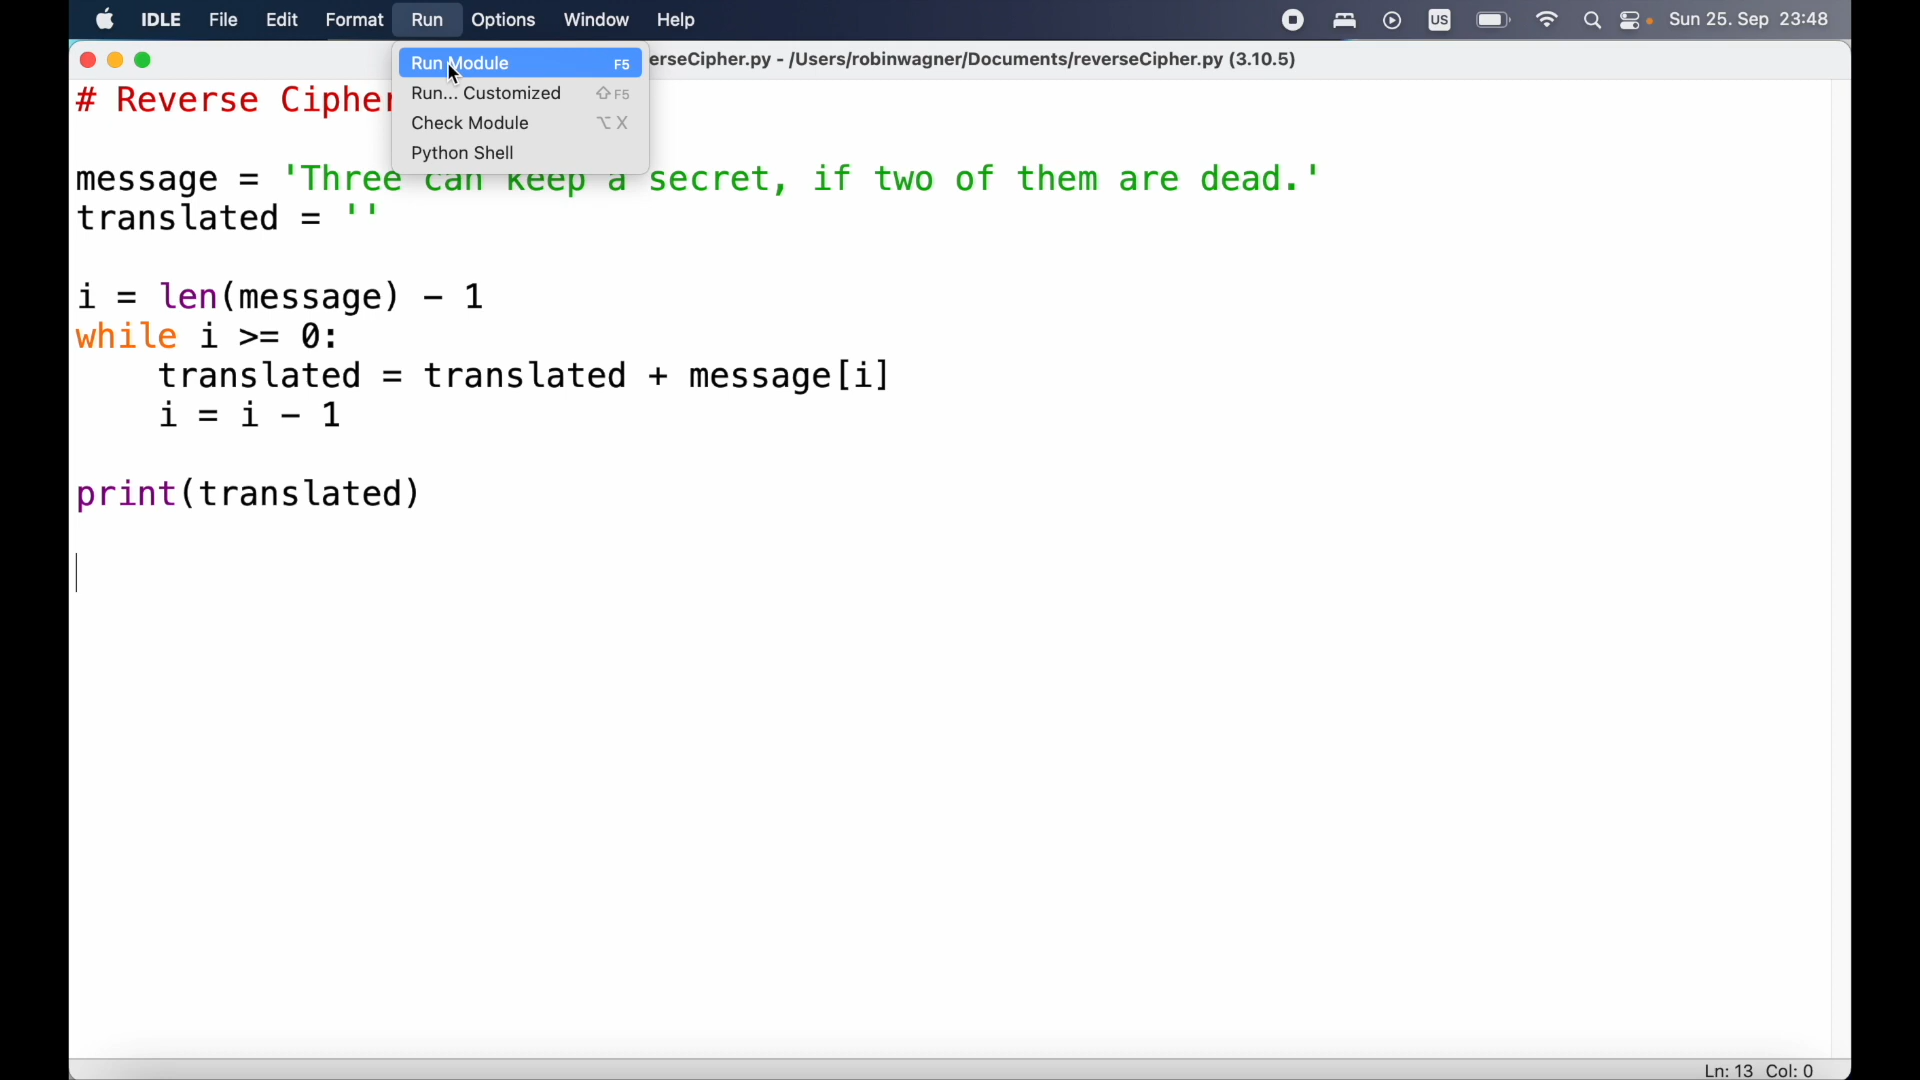 IDLE File Edit Format Run Options Window Help US Sun 25. Sep 23:48
erseCipher.py - /Users/robinwagner/Documents/reverseCipher.py (3.10.5)
Run Module F5
Run... Customized ⇧F5
Check Module ⌥X
Python Shell
# Reverse Cipher
message = 'Three can keep a secret, if two of them are dead.'
translated = ''
i = len(message) - 1
while i >= 0:
    translated = translated + message[i]
    i = i - 1
print(translated)
Ln: 13 Col: 0